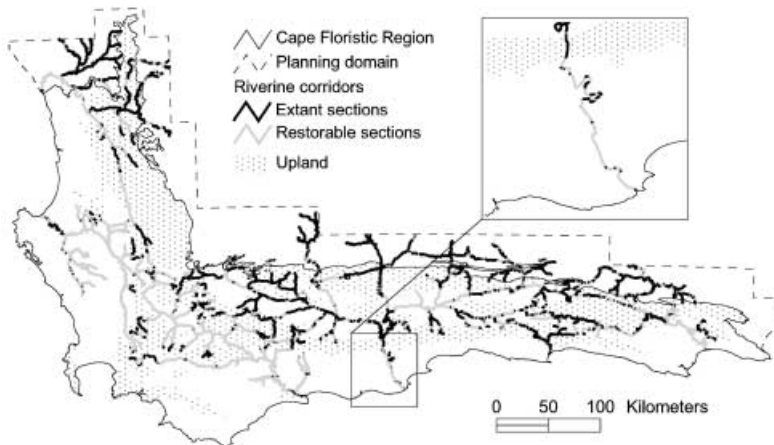 Cape Floristic Region
Planning domain
Riverine corridors
Extant sections
Restorable sections
Upland
0 50 100 Kilometers